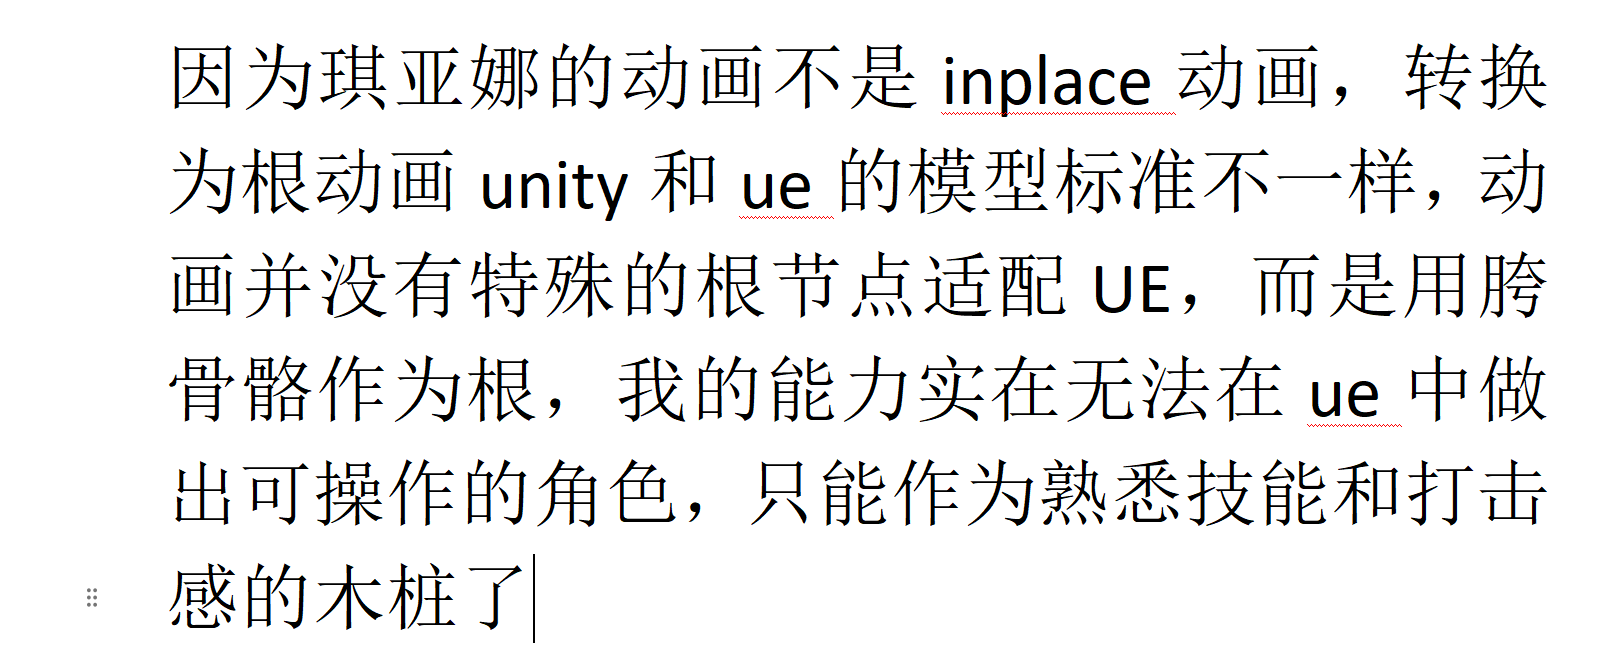 因为琪亚娜的动画不是 inplace 动画，转换
为根动画 unity 和 ue 的模型标准不一样，动
画并没有特殊的根节点适配 UE，而是用胯
骨骼作为根，我的能力实在无法在 ue 中做
出可操作的角色，只能作为熟悉技能和打击
感的木桩了